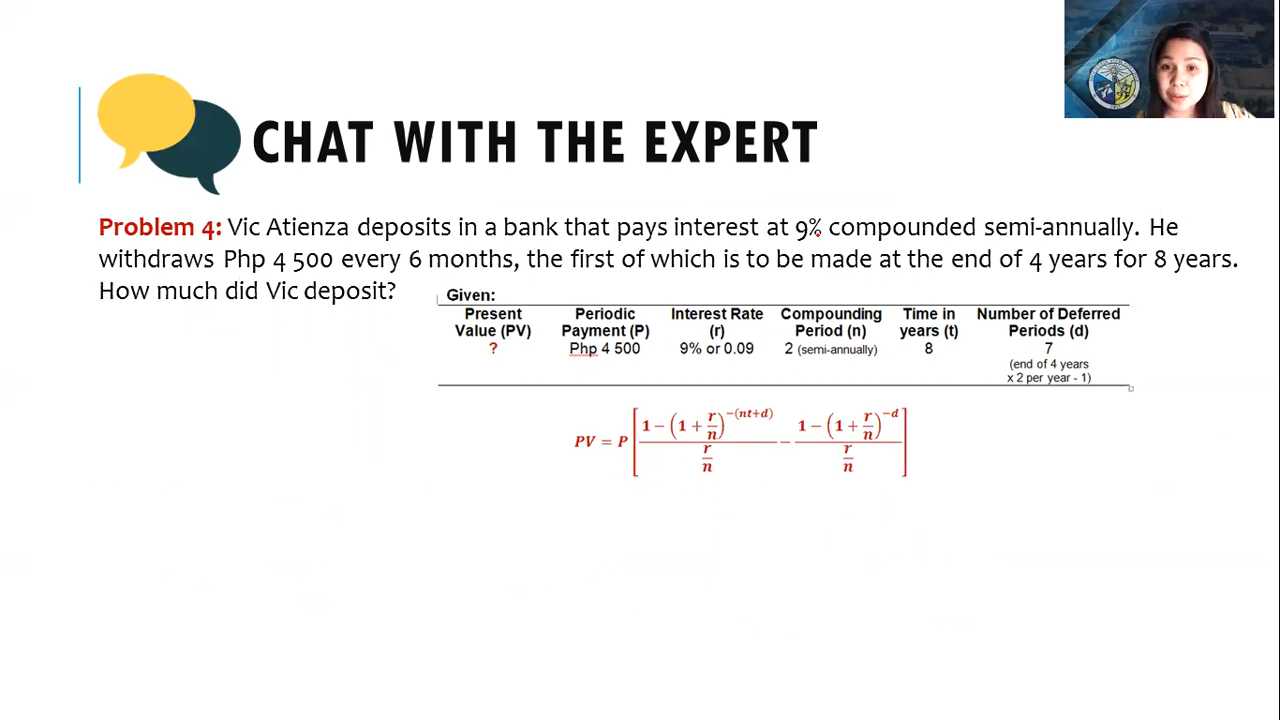 CHAT WITH THE EXPERT
Problem 4: Vic Atienza deposits in a bank that pays interest at 9% compounded semi-annually. He
withdraws Php 4 500 every 6 months, the first of which is to be made at the end of 4 years for 8 years.
How much did Vic deposit?
Given:
Present Value (PV) Periodic Payment (P) Interest Rate (r) Compounding Period (n) Time in years (t) Number of Deferred Periods (d)
? Php 4 500 9% or 0.09 2 (semi-annually) 8 7
(end of 4 years
x 2 per year - 1)
PV = P [ (1 − (1 + r/n)^−(nt+d)) / (r/n) − (1 − (1 + r/n)^−d) / (r/n) ]